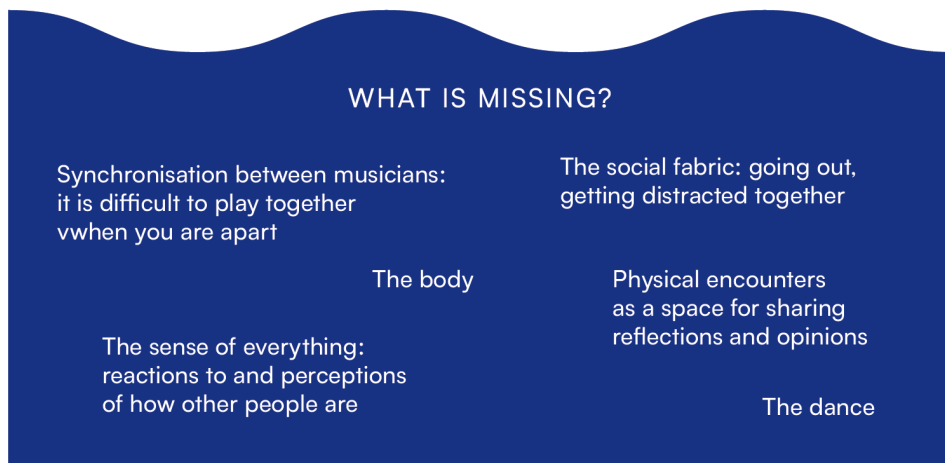 WHAT IS MISSING?
Synchronisation between musicians:
it is difficult to play together
vwhen you are apart
The social fabric: going out,
getting distracted together
The body
Physical encounters
as a space for sharing
reflections and opinions
The sense of everything:
reactions to and perceptions
of how other people are
The dance